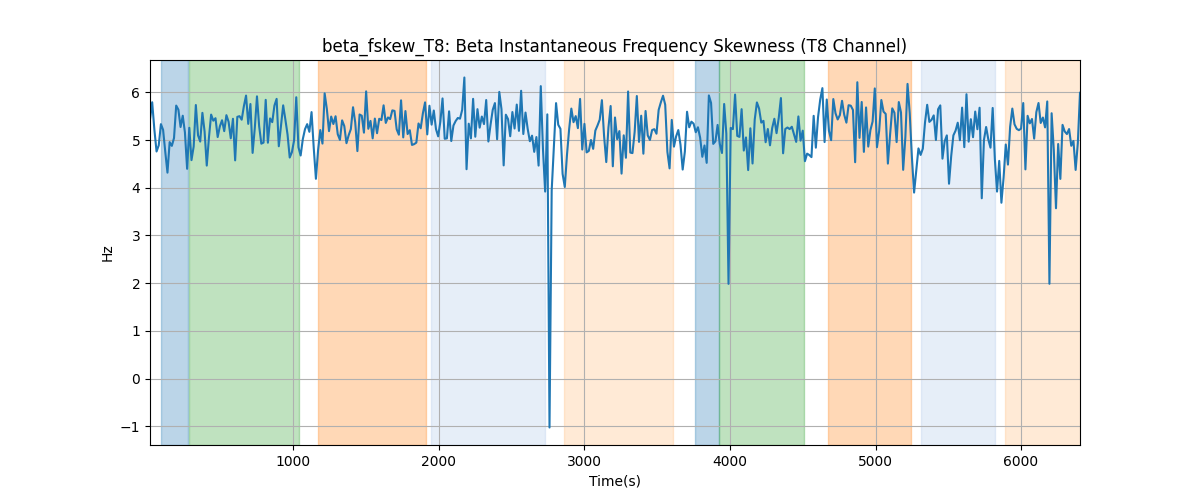 beta_fskew_T8: Beta Instantaneous Frequency Skewness (T8 Channel)
6
5
4
3
2
1
0
−1
Hz
1000 2000 3000 4000 5000 6000
Time(s)